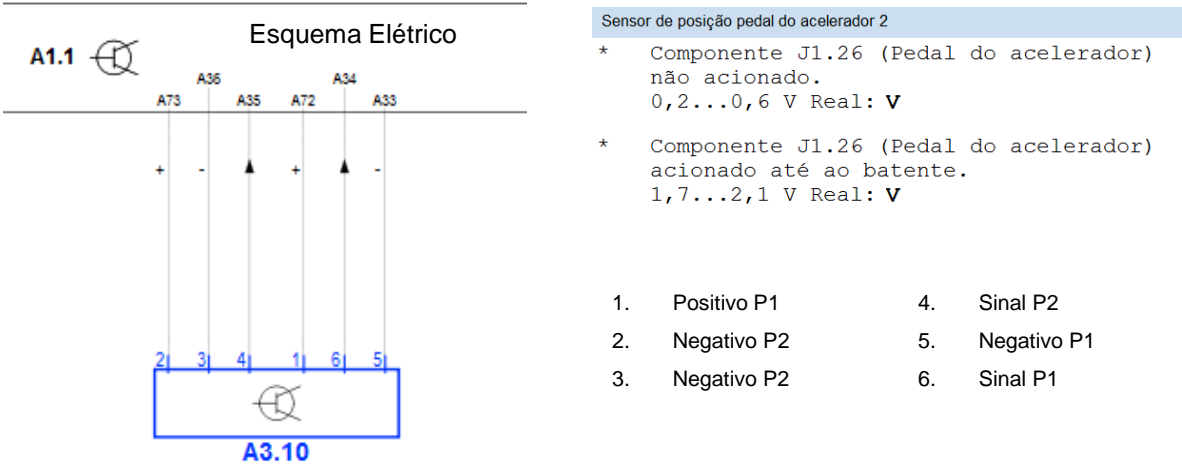 Esquema Elétrico
A1.1
A36
A34
A73
A35
A72
A33
+
-
+
-
2
3
4
1
6
5
A3.10
Sensor de posição pedal do acelerador 2
* Componente J1.26 (Pedal do acelerador)
não acionado.
0,2...0,6 V Real: V
* Componente J1.26 (Pedal do acelerador)
acionado até ao batente.
1,7...2,1 V Real: V
1. Positivo P1
2. Negativo P2
3. Negativo P2
4. Sinal P2
5. Negativo P1
6. Sinal P1